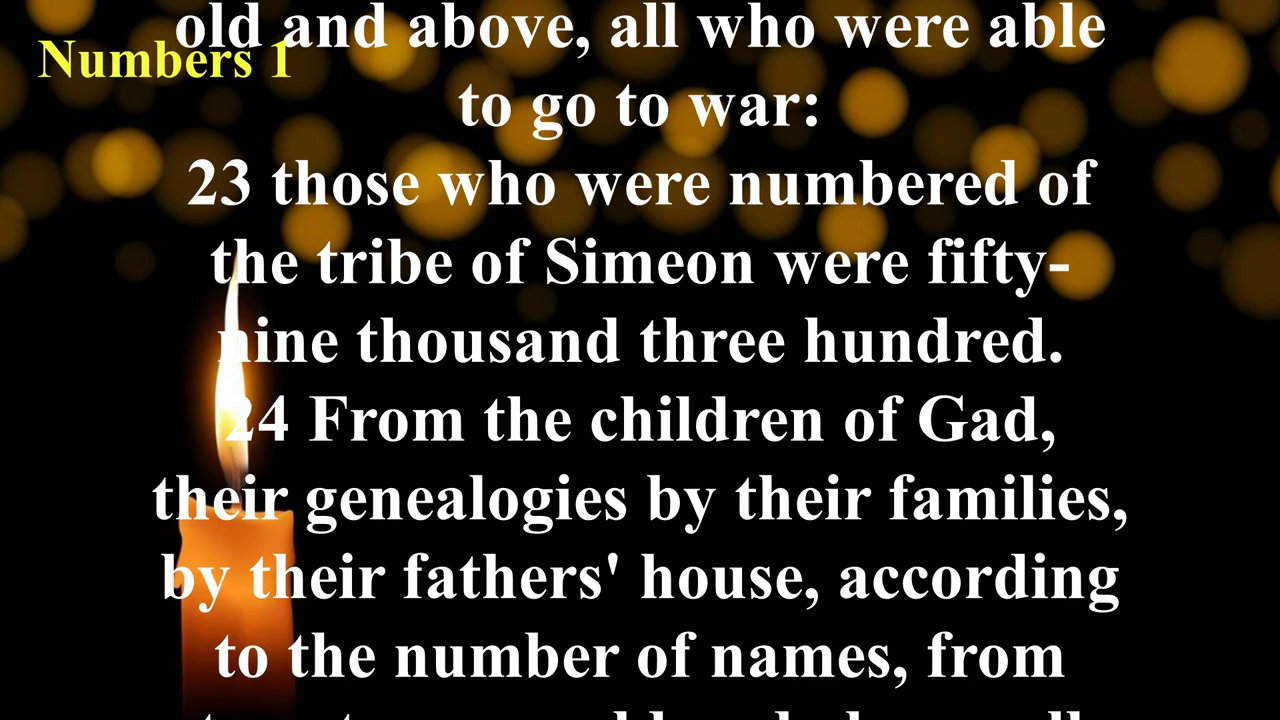 Numbers 1
old and above, all who were able
to go to war:
23 those who were numbered of
the tribe of Simeon were fifty-
nine thousand three hundred.
24 From the children of Gad,
their genealogies by their families,
by their fathers' house, according
to the number of names, from